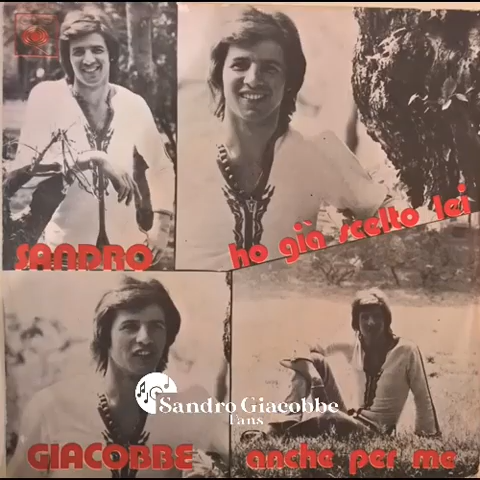 SANDRO
ho già scelto lei
Sandro Giacobbe
Fans
GIACOBBE
anche per me